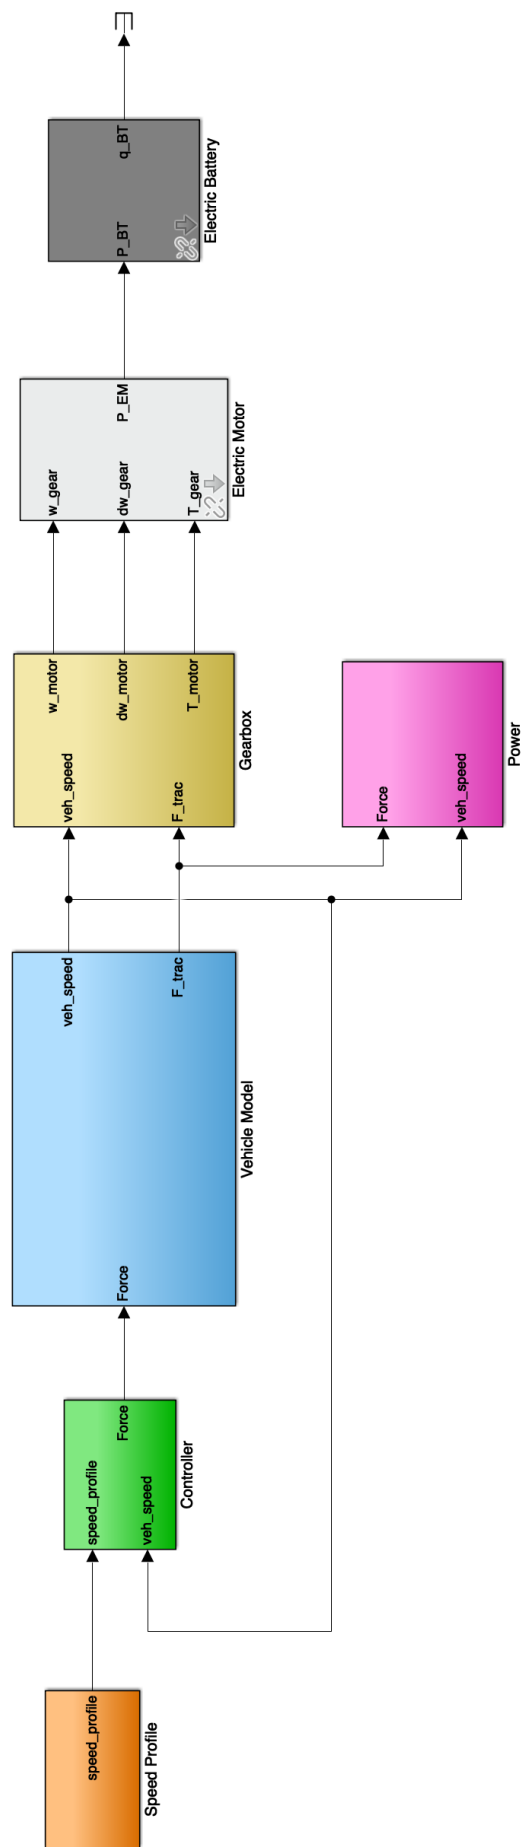 speed_profile
Speed Profile
speed_profile
veh_speed
Force
Controller
Force
veh_speed
F_trac
Vehicle Model
veh_speed
F_trac
w_motor
dw_motor
T_motor
Gearbox
Force
veh_speed
Power
w_gear
dw_gear
T_gear
P_EM
Electric Motor
P_BT
q_BT
Electric Battery